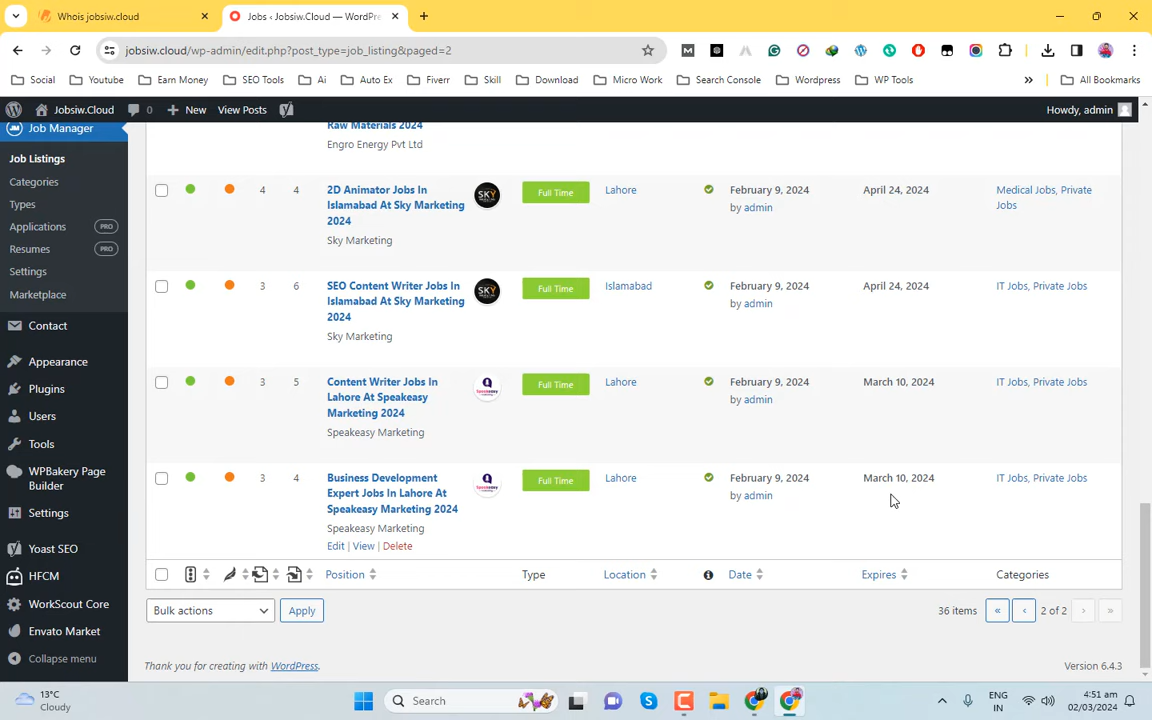 Whois jobsiw.cloud
Jobs ‹ Jobsiw.Cloud — WordPre
jobsiw.cloud/wp-admin/edit.php?post_type=job_listing&paged=2
Social
Youtube
Earn Money
SEO Tools
Ai
Auto Ex
Fiverr
Skill
Download
Micro Work
Search Console
Wordpress
WP Tools
All Bookmarks
Jobsiw.Cloud
0
New
View Posts
Howdy, admin
Job Manager
Job Listings
Categories
Types
Applications PRO
Resumes PRO
Settings
Marketplace
Contact
Appearance
Plugins
Users
Tools
WPBakery Page
Builder
Settings
Yoast SEO
HFCM
WorkScout Core
Envato Market
Collapse menu
Raw Materials 2024
Engro Energy Pvt Ltd
4 4 2D Animator Jobs In Full Time Lahore February 9, 2024 April 24, 2024 Medical Jobs, Private
Islamabad At Sky Marketing by admin Jobs
2024
Sky Marketing
3 6 SEO Content Writer Jobs In Full Time Islamabad February 9, 2024 April 24, 2024 IT Jobs, Private Jobs
Islamabad At Sky Marketing by admin
2024
Sky Marketing
3 5 Content Writer Jobs In Full Time Lahore February 9, 2024 March 10, 2024 IT Jobs, Private Jobs
Lahore At Speakeasy by admin
Marketing 2024
Speakeasy Marketing
3 4 Business Development Full Time Lahore February 9, 2024 March 10, 2024 IT Jobs, Private Jobs
Expert Jobs In Lahore At by admin
Speakeasy Marketing 2024
Speakeasy Marketing
Edit | View | Delete
Position Type Location Date Expires Categories
Bulk actions Apply 36 items « ‹ 2 of 2 › »
Thank you for creating with WordPress. Version 6.4.3
13°C
Cloudy
Search
ENG
IN
4:51 am
02/03/2024